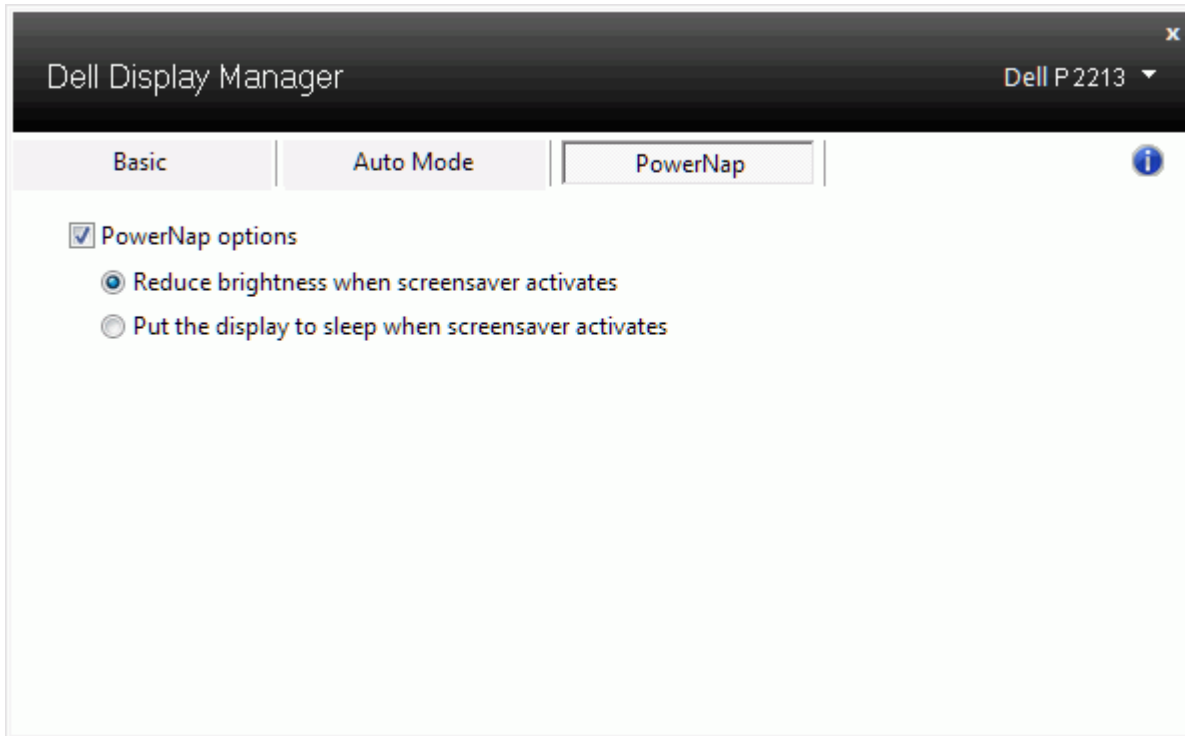 x
Dell Display Manager
Dell P2213
Basic
Auto Mode
PowerNap
i
PowerNap options
Reduce brightness when screensaver activates
Put the display to sleep when screensaver activates